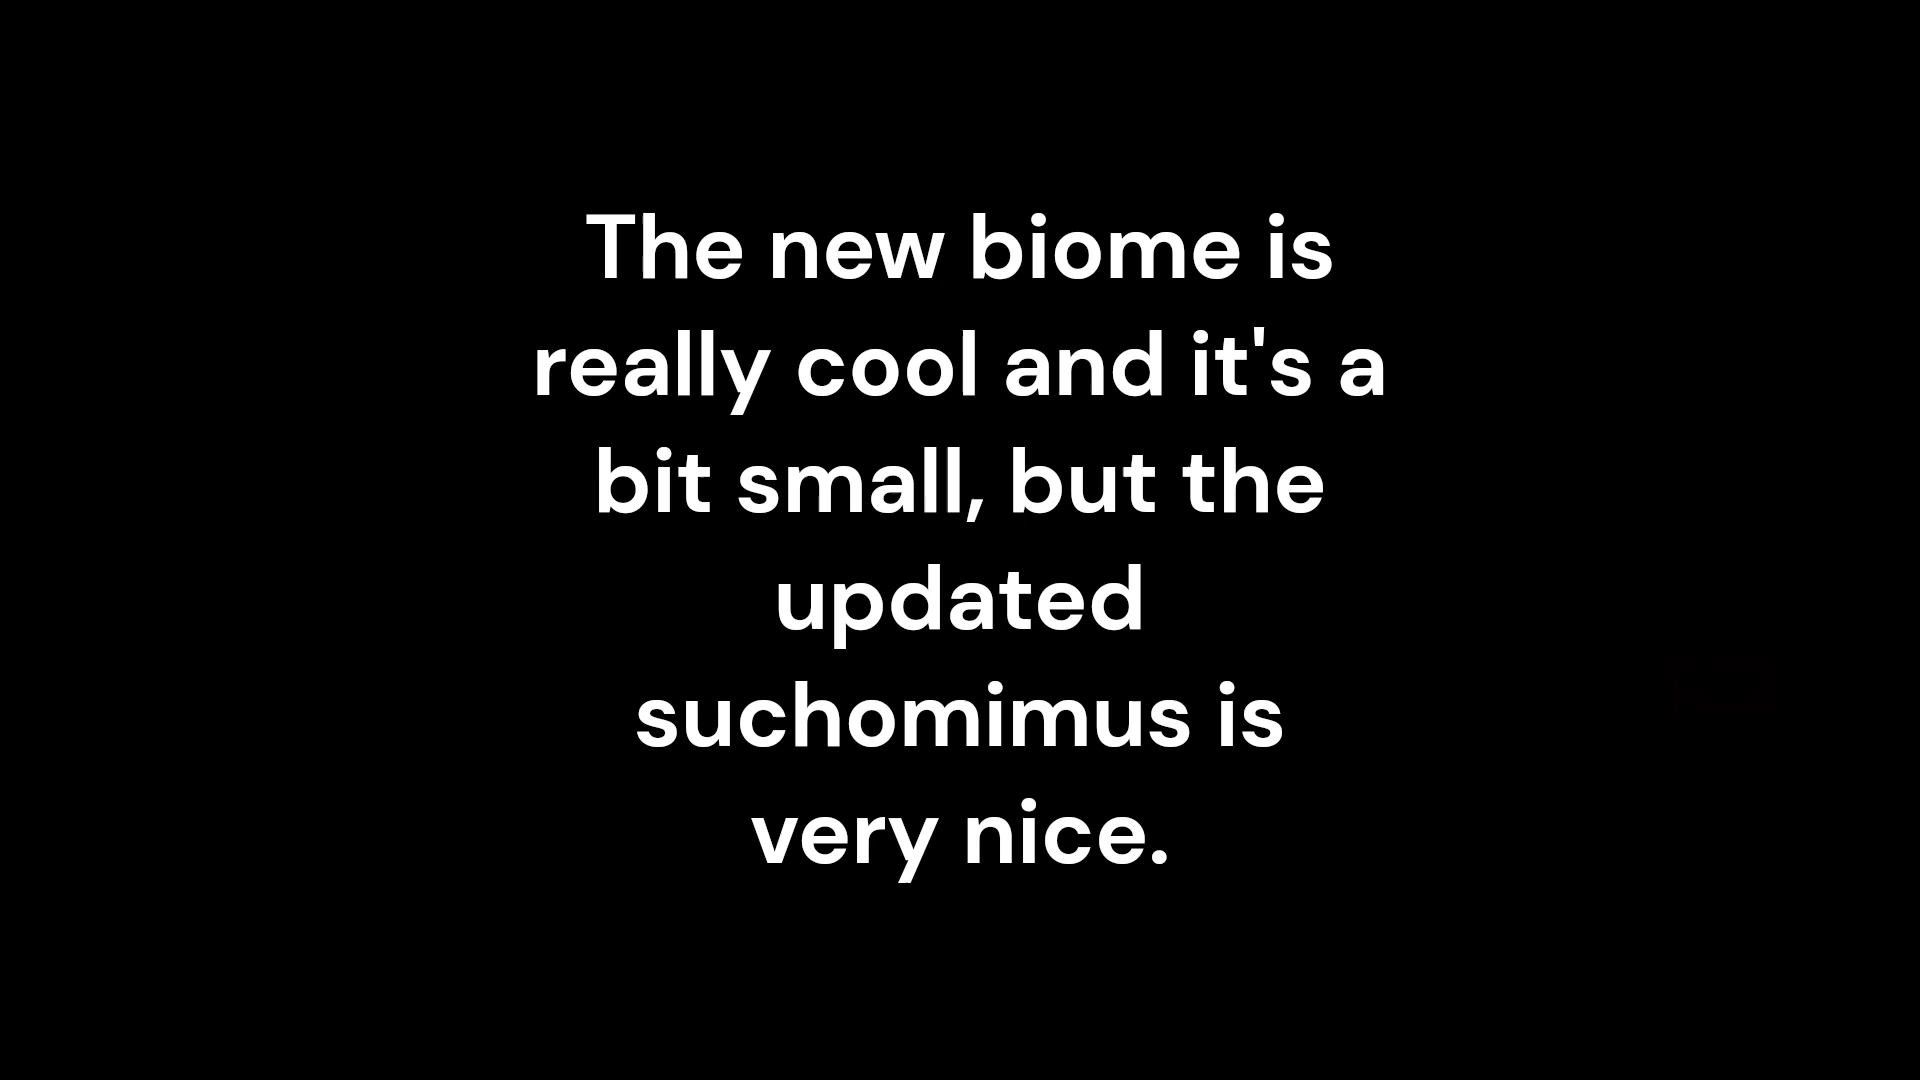 The new biome is
really cool and it's a
bit small, but the
updated
suchomimus is
very nice.